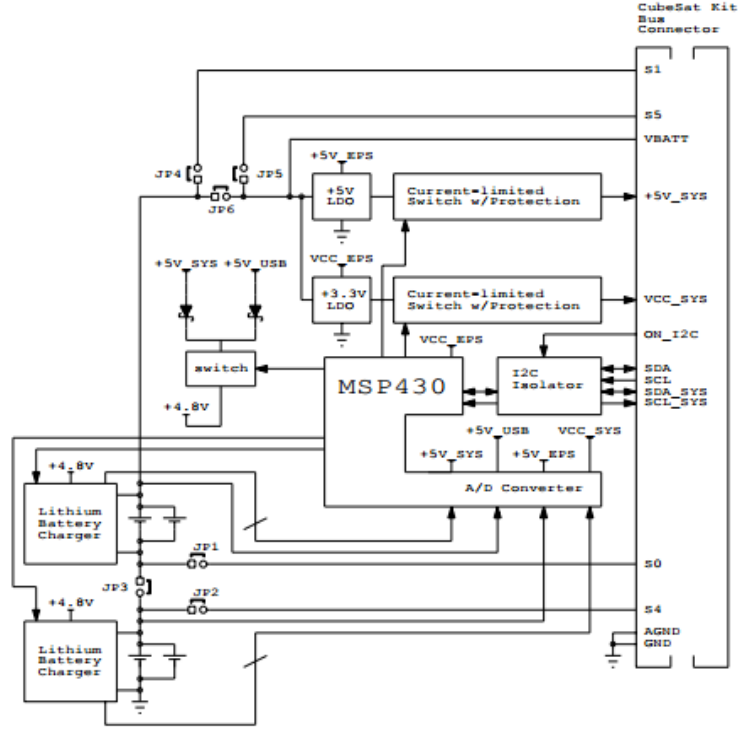 CubeSat Kit
Bus
Connector
S1
S5
VBATT
+5V_EPS
JP4
JP5
JP6
+5V
LDO
Current-limited
Switch w/Protection
+5V_SYS
+5V_SYS
+5V_USB
VCC_EPS
+3.3V
LDO
Current-limited
Switch w/Protection
VCC_SYS
ON_I2C
VCC_EPS
switch
MSP430
I2C
Isolator
SDA
SCL
SDA_SYS
SCL_SYS
+4.8V
+5V_USB
VCC_SYS
+5V_SYS
+5V_EPS
A/D Converter
+4.8V
Lithium
Battery
Charger
JP1
S0
JP3
+4.8V
JP2
S4
Lithium
Battery
Charger
AGND
GND